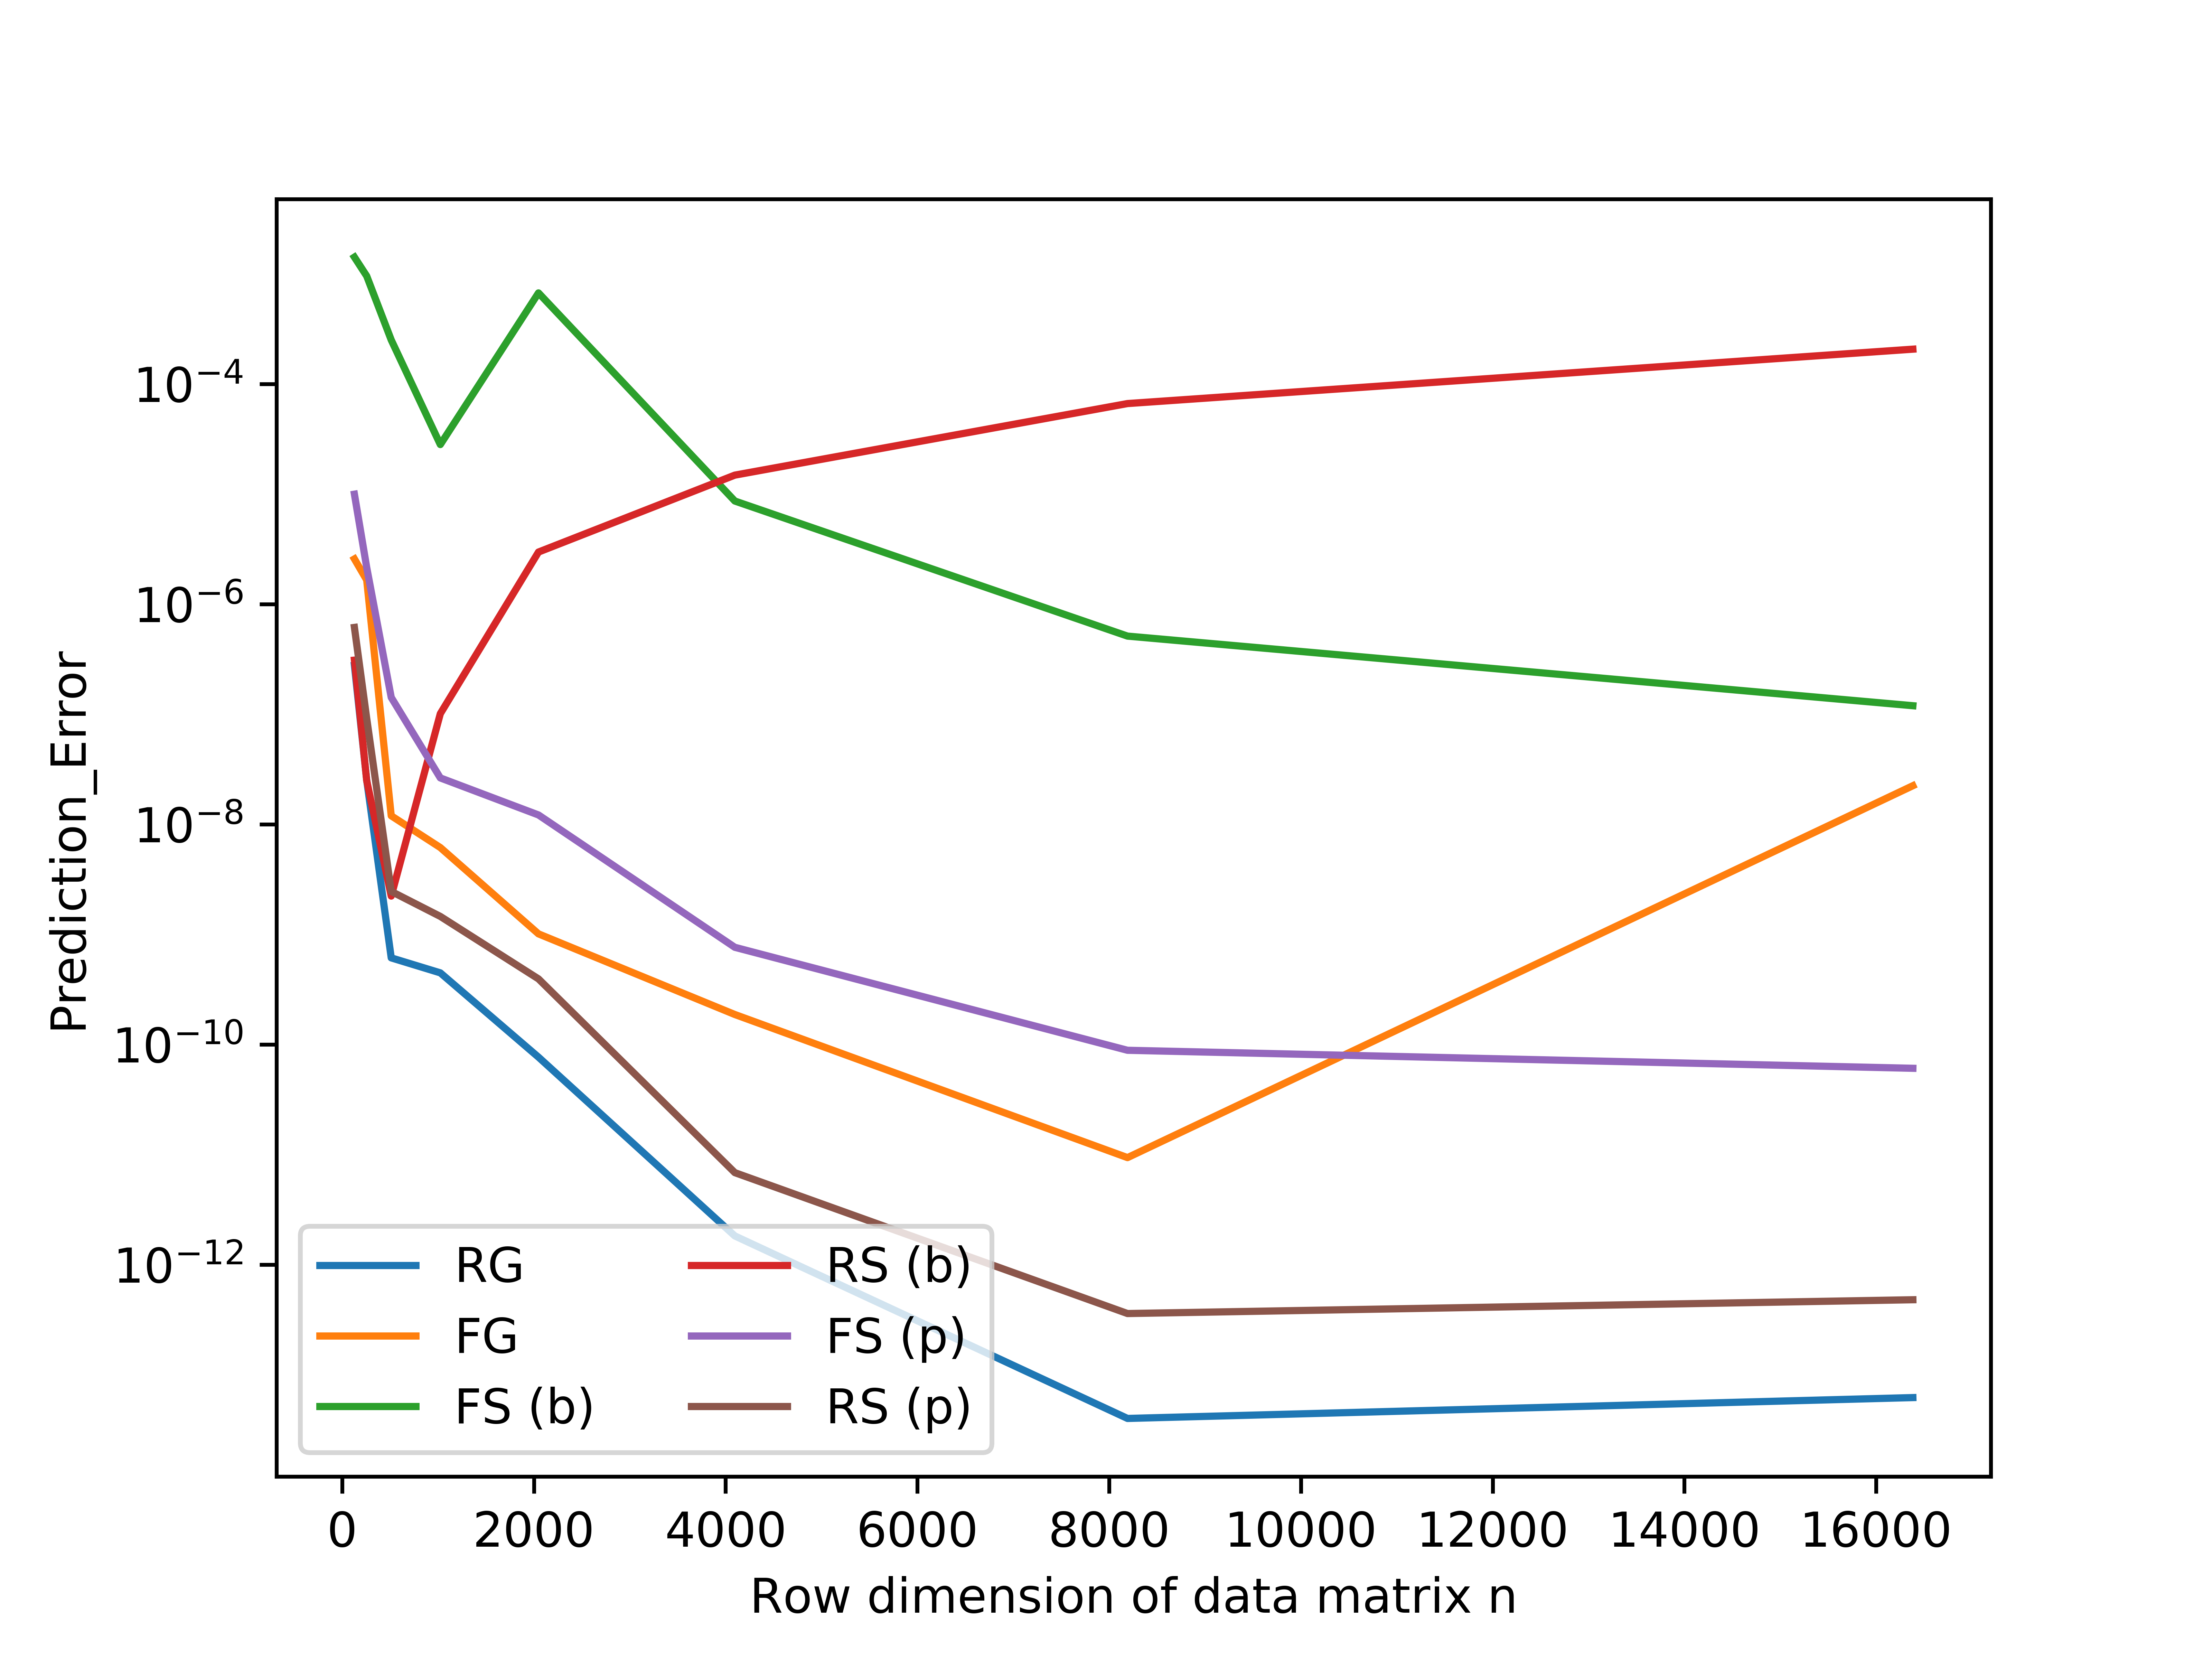 Prediction_Error
10⁻⁴
10⁻⁶
10⁻⁸
10⁻¹⁰
10⁻¹²
RG
FG
FS (b)
RS (b)
FS (p)
RS (p)
0 2000 4000 6000 8000 10000 12000 14000 16000
Row dimension of data matrix n